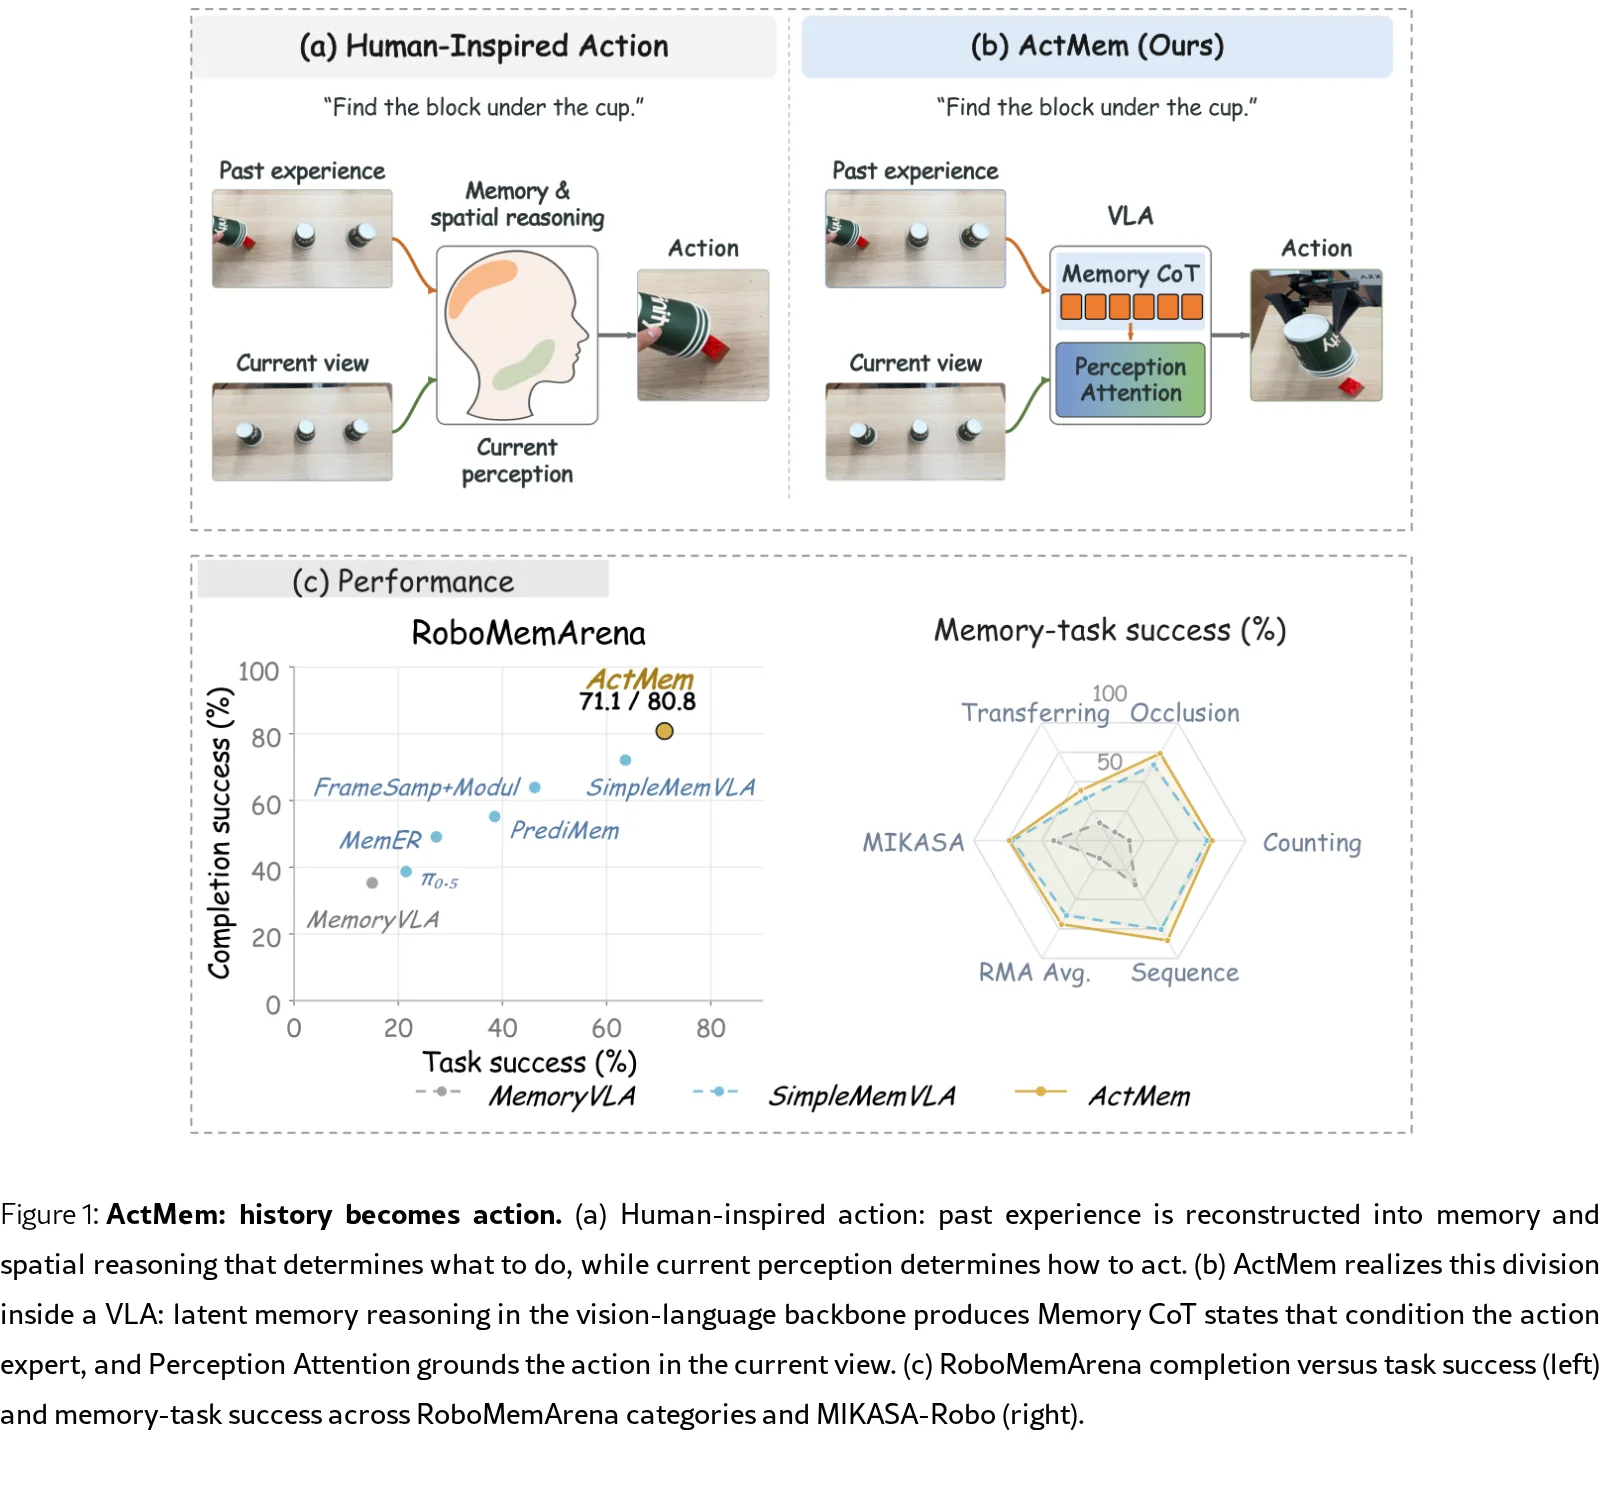 (a) Human-Inspired Action
“Find the block under the cup.”
Past experience
Memory &
spatial reasoning
Action
Current view
Current
perception
(b) ActMem (Ours)
“Find the block under the cup.”
Past experience
VLA
Memory CoT
Perception
Attention
Action
Current view
(c) Performance
RoboMemArena
Completion success (%)
100
80
60
40
20
0
0 20 40 60 80
Task success (%)
ActMem
71.1 / 80.8
FrameSamp+Modul
SimpleMemVLA
MemER
PrediMem
π0.5
MemoryVLA
Memory-task success (%)
100
Transferring Occlusion
50
MIKASA
Counting
RMA Avg. Sequence
MemoryVLA SimpleMemVLA ActMem
Figure 1: ActMem: history becomes action. (a) Human-inspired action: past experience is reconstructed into memory and
spatial reasoning that determines what to do, while current perception determines how to act. (b) ActMem realizes this division
inside a VLA: latent memory reasoning in the vision-language backbone produces Memory CoT states that condition the action
expert, and Perception Attention grounds the action in the current view. (c) RoboMemArena completion versus task success (left)
and memory-task success across RoboMemArena categories and MIKASA-Robo (right).